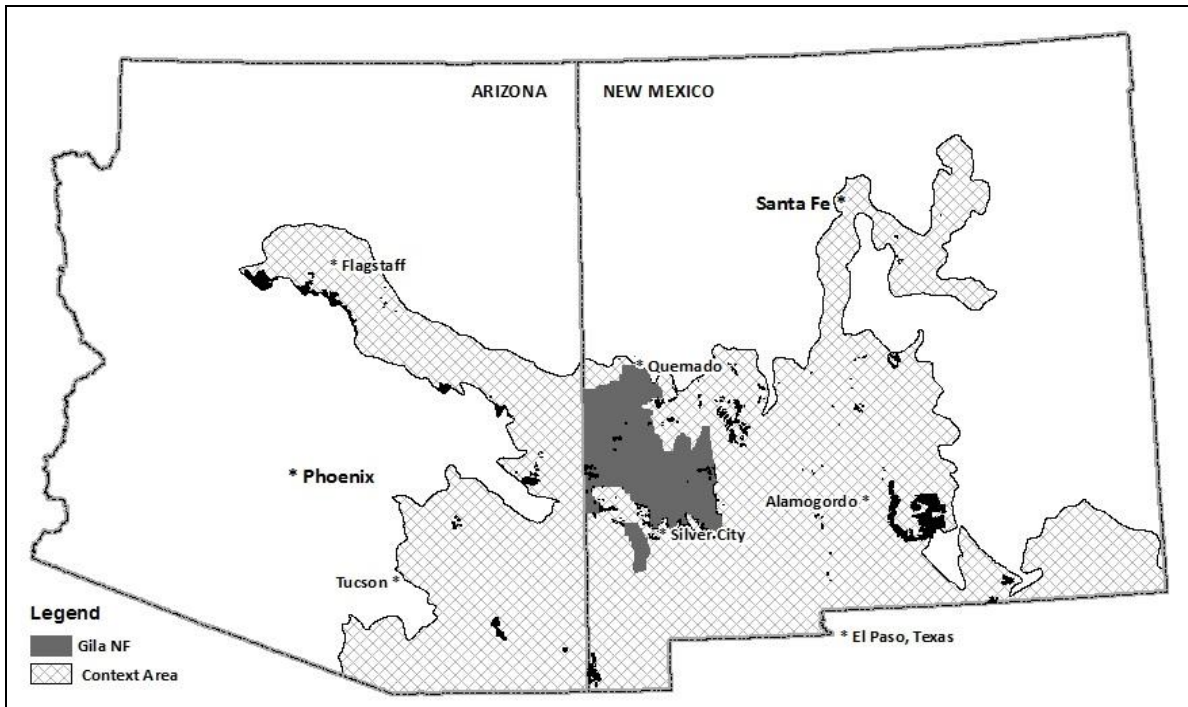 ARIZONA
NEW MEXICO
Santa Fe *
* Flagstaff
* Quemado
* Phoenix
Alamogordo *
* Silver City
Tucson *
Legend
Gila NF
Context Area
* El Paso, Texas